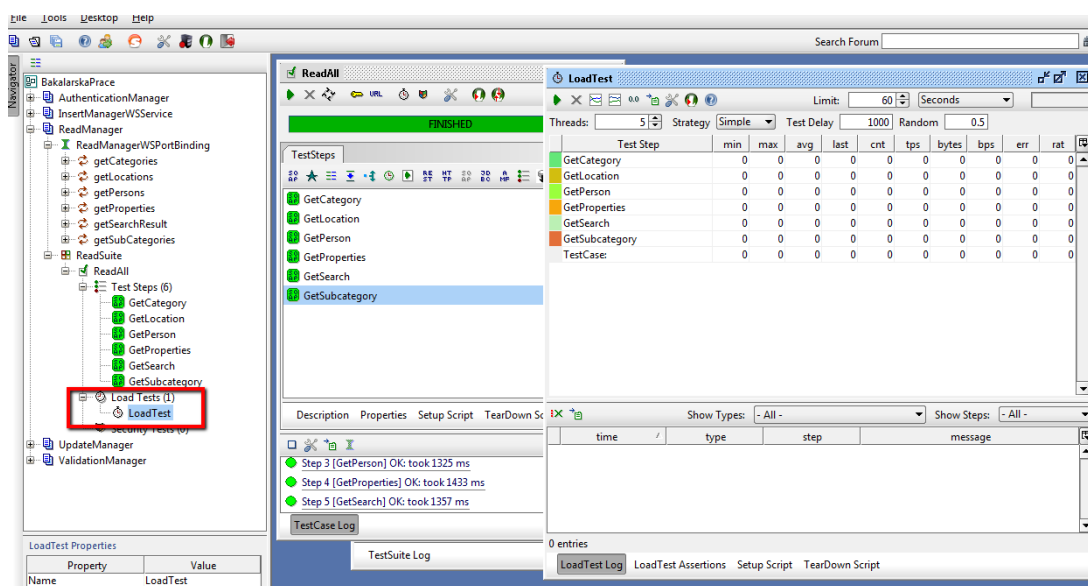 File Tools Desktop Help
Search Forum
Navigator
BakalarskaPrace
AuthenticationManager
InsertManagerWSService
ReadManager
ReadManagerWSPortBinding
getCategories
getLocations
getPersons
getProperties
getSearchResult
getSubCategories
ReadSuite
ReadAll
Test Steps (6)
GetCategory
GetLocation
GetPerson
GetProperties
GetSearch
GetSubcategory
Load Tests (1)
LoadTest
Security Tests (0)
UpdateManager
ValidationManager
LoadTest Properties
Property Value
Name LoadTest
ReadAll
URL
FINISHED
TestSteps
GetCategory
GetLocation
GetPerson
GetProperties
GetSearch
GetSubcategory
Description Properties Setup Script TearDown Sc
Step 3 [GetPerson] OK: took 1325 ms
Step 4 [GetProperties] OK: took 1433 ms
Step 5 [GetSearch] OK: took 1357 ms
TestCase Log
TestSuite Log
LoadTest
0.0 Limit: 60 Seconds
Threads: 5 Strategy Simple Test Delay 1000 Random 0.5
Test Step min max avg last cnt tps bytes bps err rat
GetCategory 0 0 0 0 0 0 0 0 0 0
GetLocation 0 0 0 0 0 0 0 0 0 0
GetPerson 0 0 0 0 0 0 0 0 0 0
GetProperties 0 0 0 0 0 0 0 0 0 0
GetSearch 0 0 0 0 0 0 0 0 0 0
GetSubcategory 0 0 0 0 0 0 0 0 0 0
TestCase: 0 0 0 0 0 0 0 0 0 0
Show Types: - All - Show Steps: - All -
time type step message
0 entries
LoadTest Log LoadTest Assertions Setup Script TearDown Script